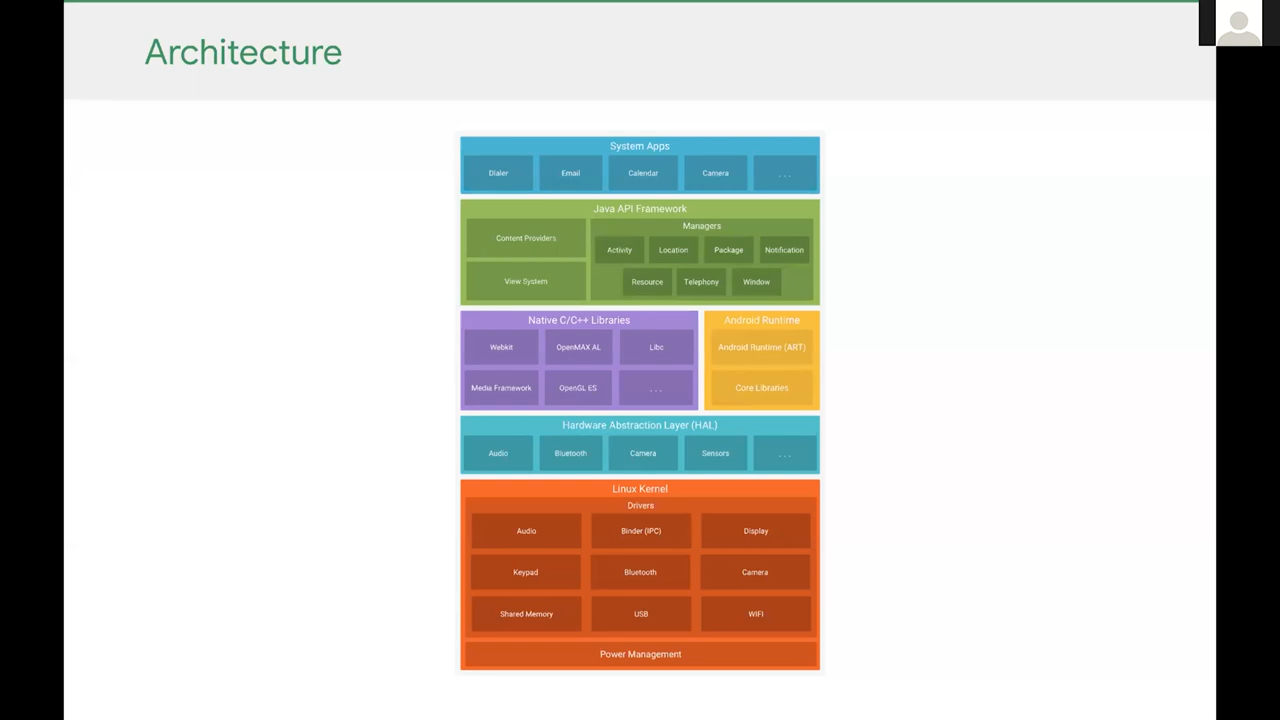 Architecture
System Apps
Dialer Email Calendar Camera ...
Java API Framework
Content Providers
View System
Managers
Activity Location Package Notification
Resource Telephony Window
Native C/C++ Libraries
Webkit OpenMAX AL Libc
Media Framework OpenGL ES ...
Android Runtime
Android Runtime (ART)
Core Libraries
Hardware Abstraction Layer (HAL)
Audio Bluetooth Camera Sensors ...
Linux Kernel
Drivers
Audio Binder (IPC) Display
Keypad Bluetooth Camera
Shared Memory USB WIFI
Power Management